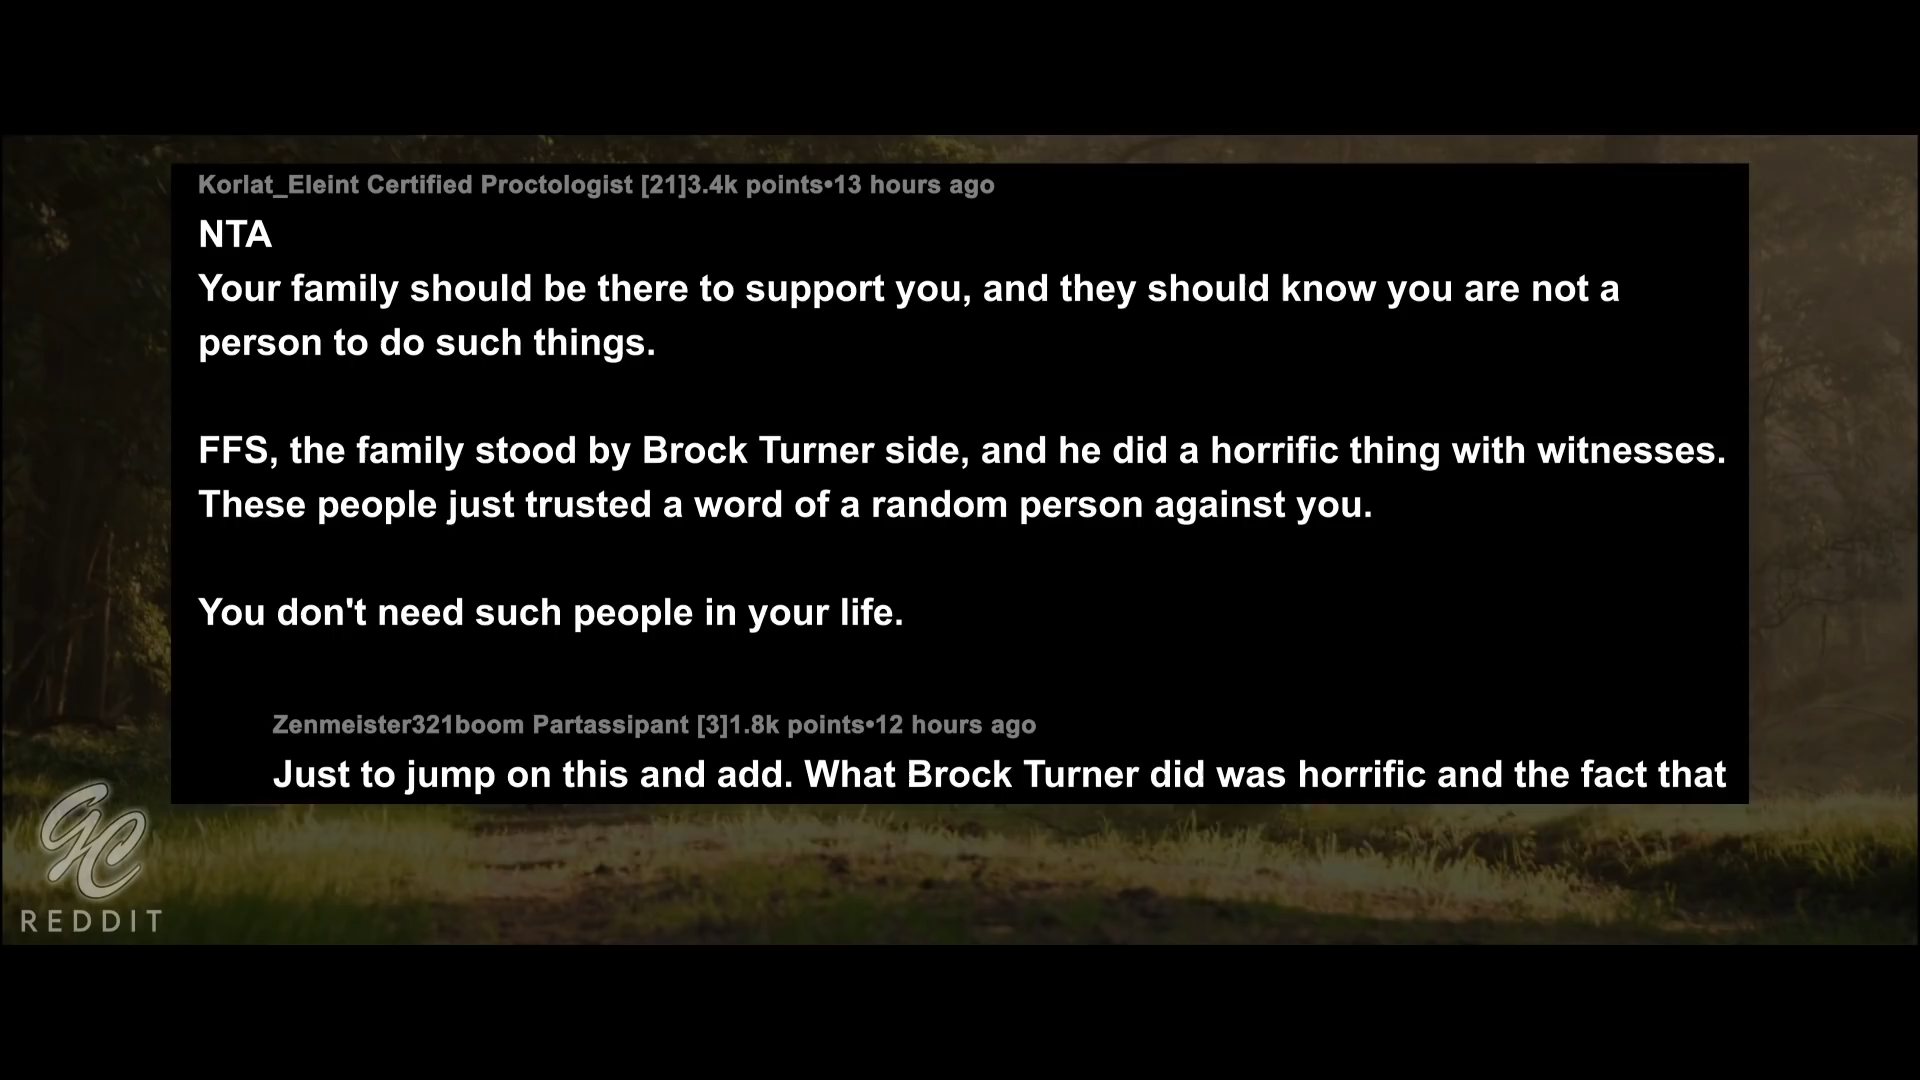 Korlat_Eleint Certified Proctologist [21]3.4k points•13 hours ago
NTA
Your family should be there to support you, and they should know you are not a
person to do such things.
FFS, the family stood by Brock Turner side, and he did a horrific thing with witnesses.
These people just trusted a word of a random person against you.
You don't need such people in your life.
Zenmeister321boom Partassipant [3]1.8k points•12 hours ago
Just to jump on this and add. What Brock Turner did was horrific and the fact that
GC
REDDIT